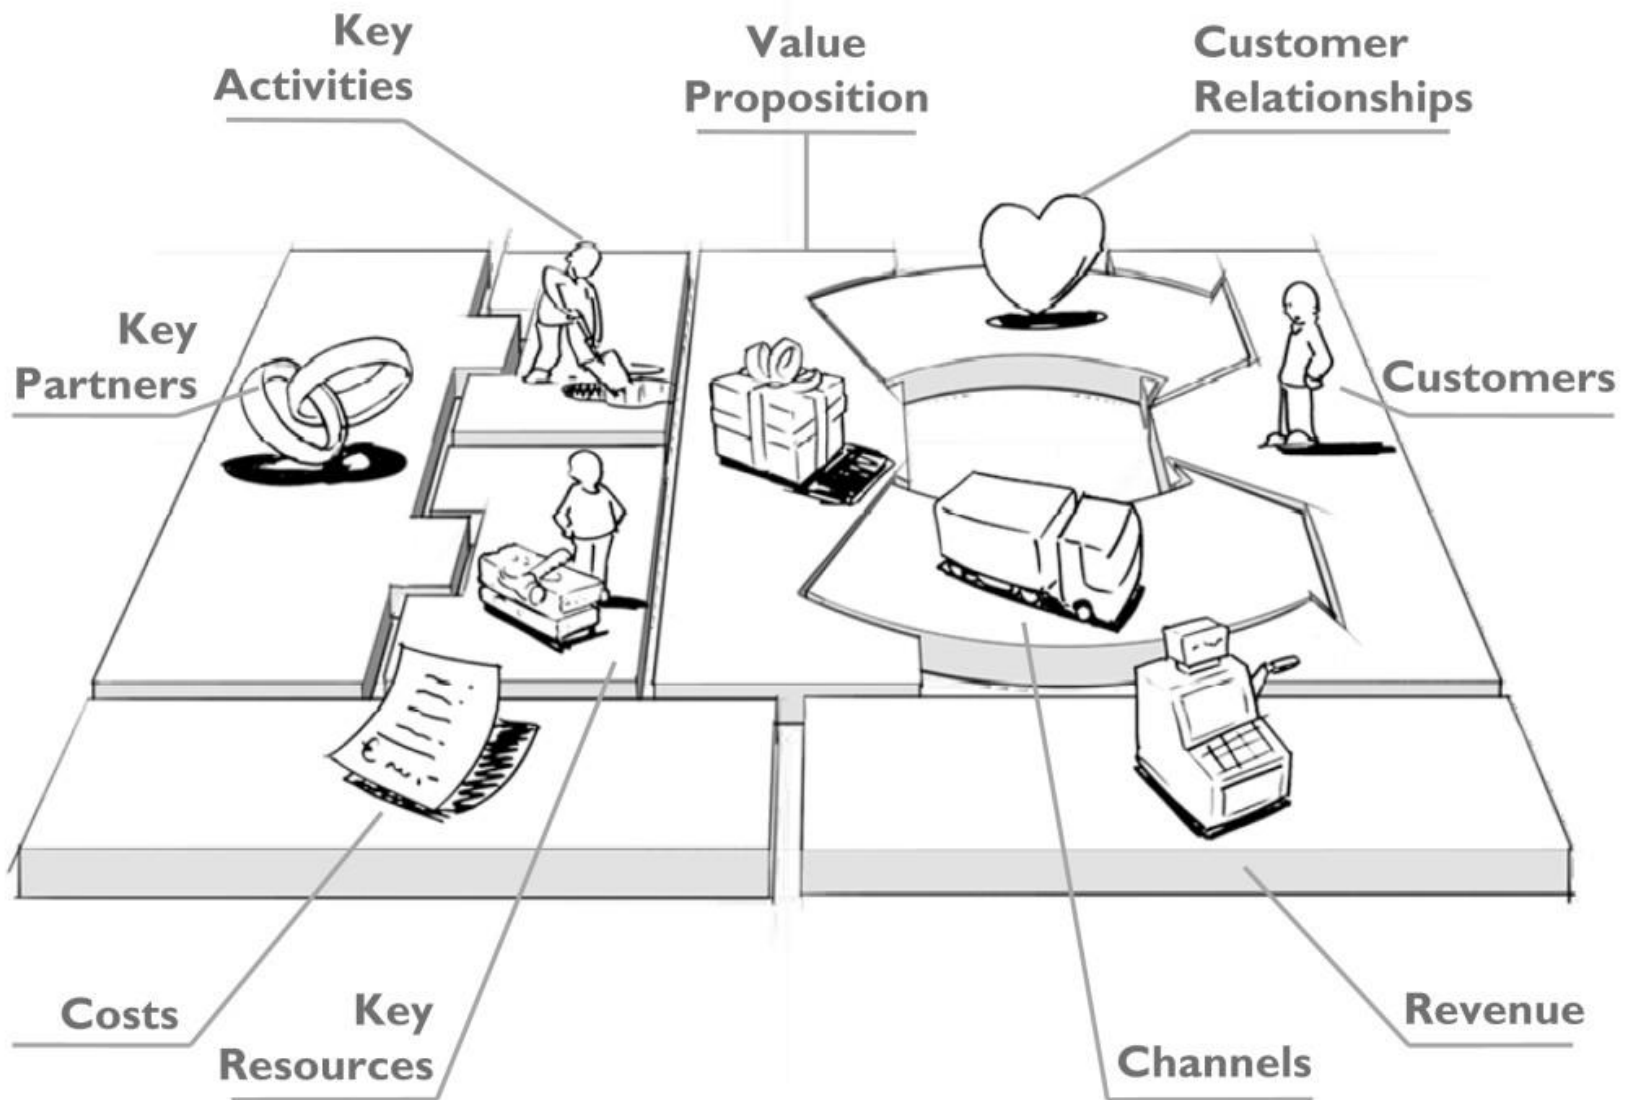 Key
Activities
Value
Proposition
Customer
Relationships
Key
Partners
Customers
€
Costs
Key
Resources
Channels
Revenue